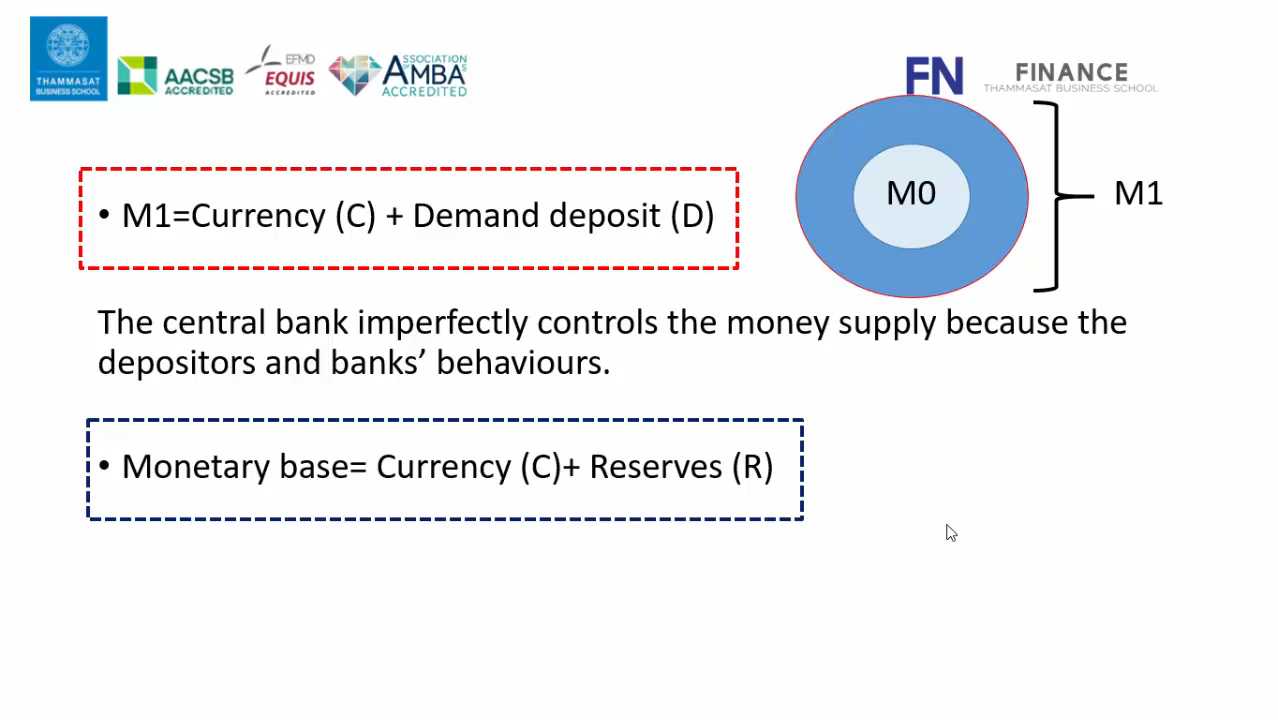 THAMMASAT
BUSINESS SCHOOL
AACSB
ACCREDITED
EFMD
EQUIS
ACCREDITED
ASSOCIATION
OF AMBAs
ACCREDITED
FN
FINANCE
THAMMASAT BUSINESS SCHOOL
M0
M1
• M1=Currency (C) + Demand deposit (D)
The central bank imperfectly controls the money supply because the
depositors and banks’ behaviours.
• Monetary base= Currency (C)+ Reserves (R)